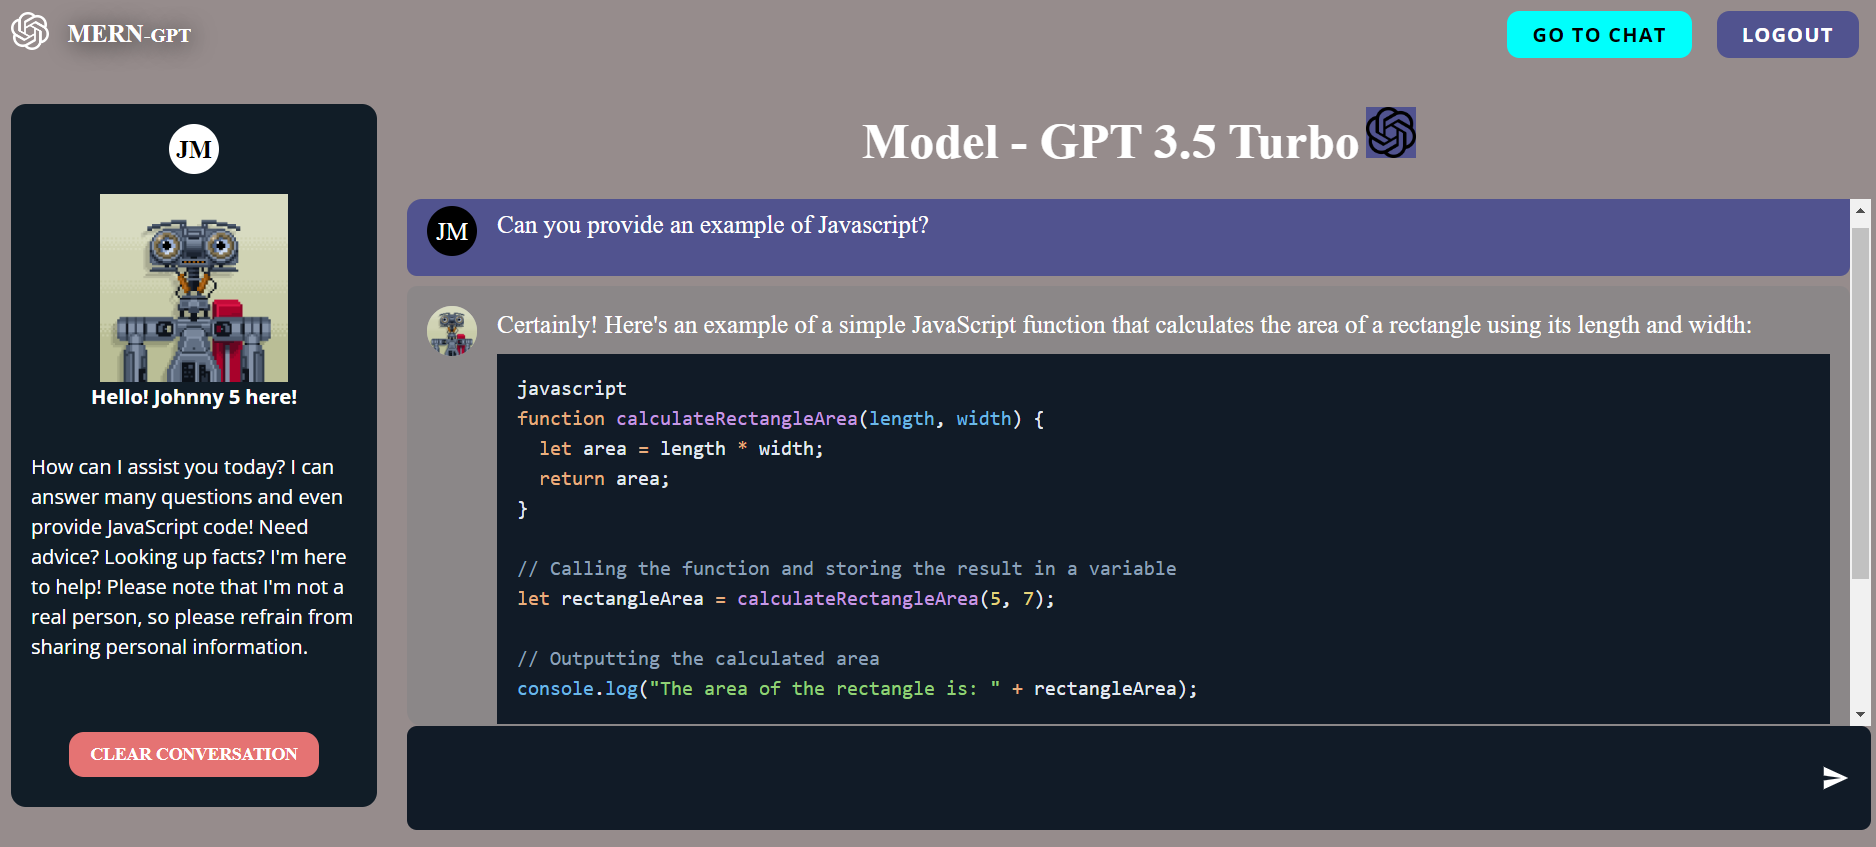 MERN-GPT
GO TO CHAT
LOGOUT
JM
Hello! Johnny 5 here!
How can I assist you today? I can
answer many questions and even
provide JavaScript code! Need
advice? Looking up facts? I'm here
to help! Please note that I'm not a
real person, so please refrain from
sharing personal information.
CLEAR CONVERSATION
Model - GPT 3.5 Turbo
JM
Can you provide an example of Javascript?
Certainly! Here's an example of a simple JavaScript function that calculates the area of a rectangle using its length and width:
javascript
function calculateRectangleArea(length, width) {
  let area = length * width;
  return area;
}
// Calling the function and storing the result in a variable
let rectangleArea = calculateRectangleArea(5, 7);
// Outputting the calculated area
console.log("The area of the rectangle is: " + rectangleArea);